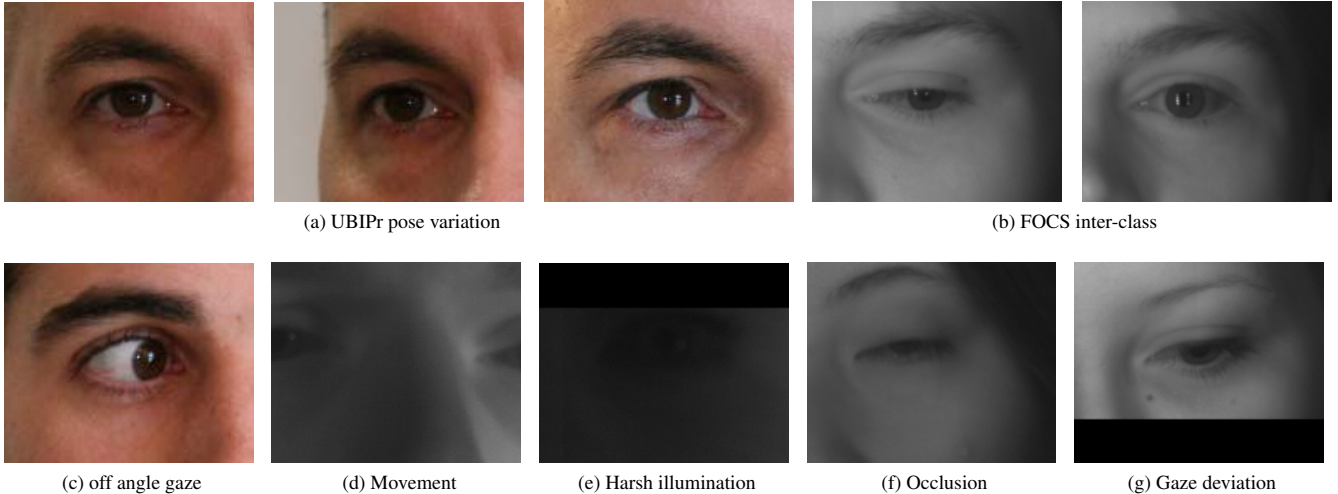 (a) UBIPr pose variation
(b) FOCS inter-class
(c) off angle gaze
(d) Movement
(e) Harsh illumination
(f) Occlusion
(g) Gaze deviation